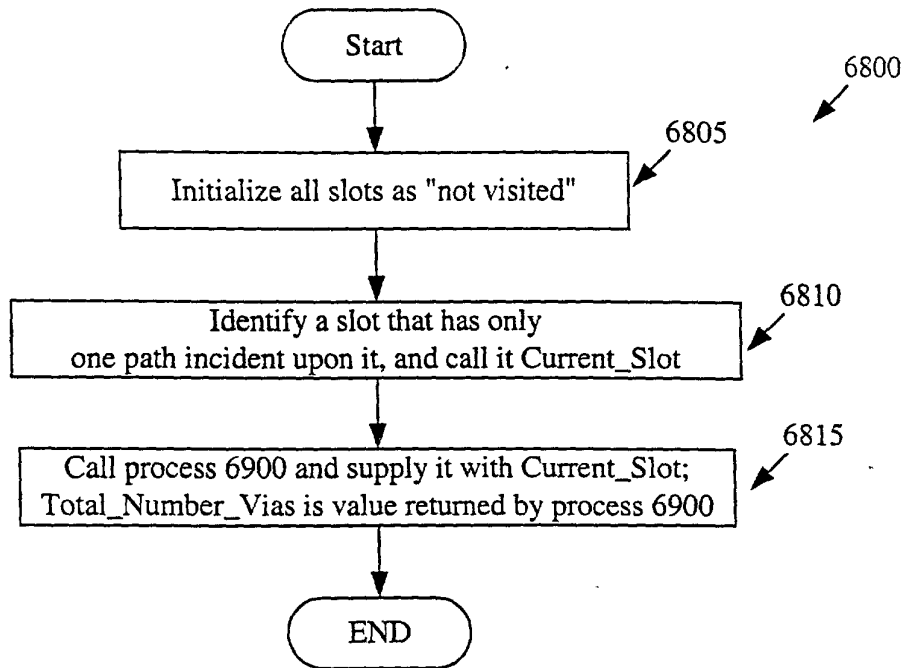 Start
6800
6805
Initialize all slots as "not visited"
6810
Identify a slot that has only
one path incident upon it, and call it Current_Slot
6815
Call process 6900 and supply it with Current_Slot;
Total_Number_Vias is value returned by process 6900
END